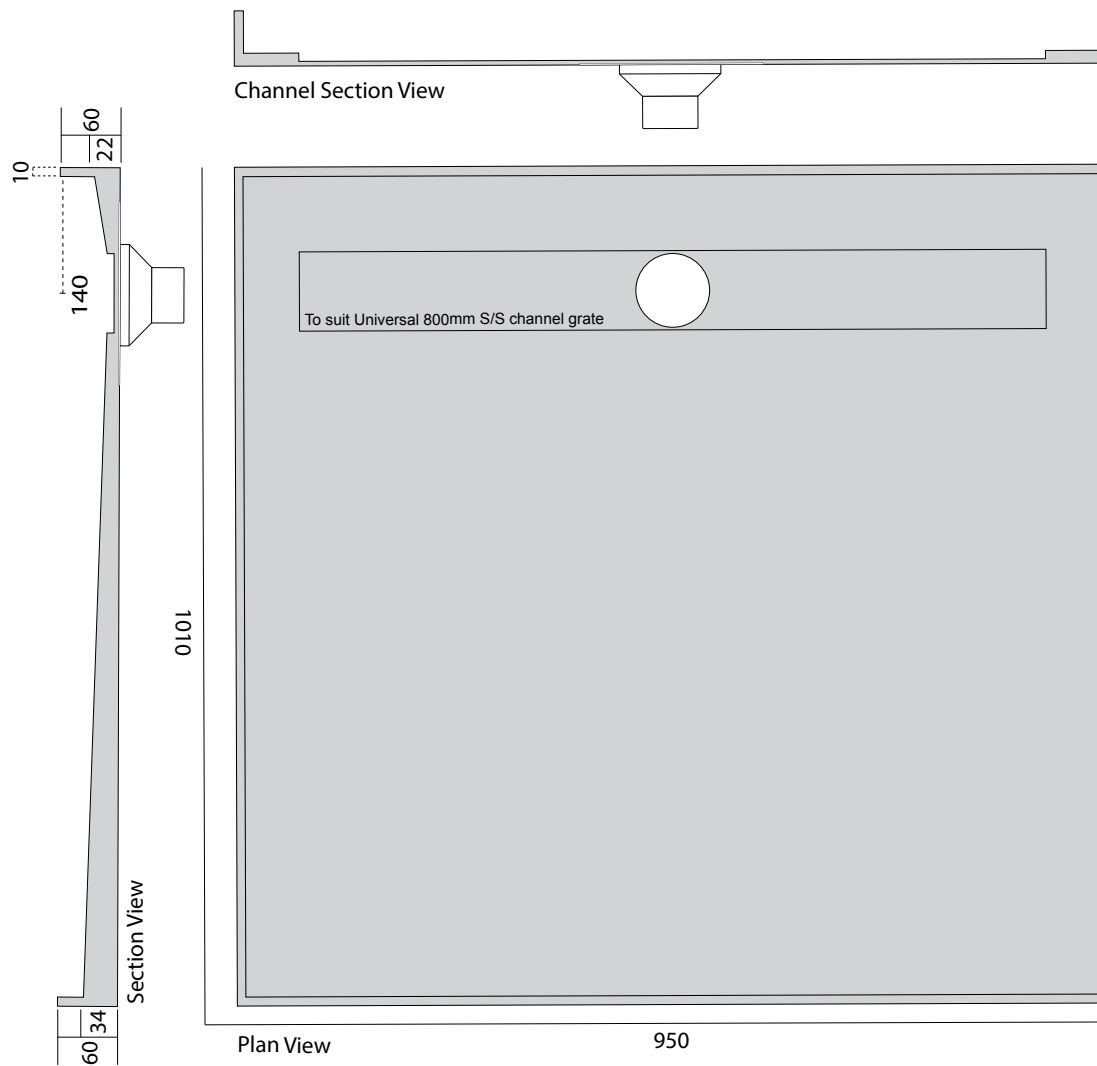 Channel Section View
60
22
10
140
To suit Universal 800mm S/S channel grate
1010
Section View
34
60
Plan View
950